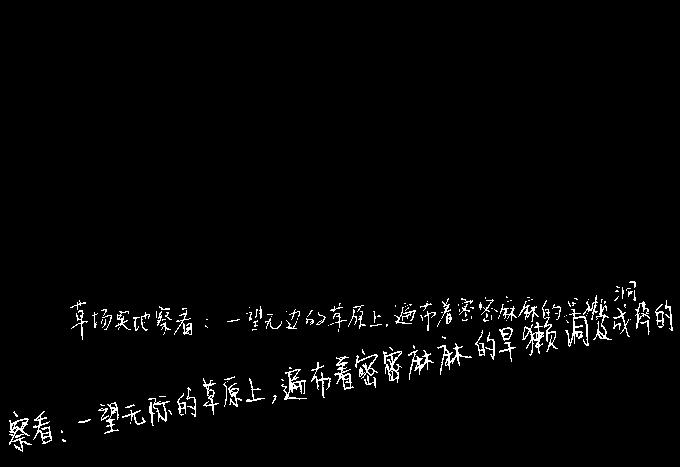 草场实地察看：一望无边的草原上，遍布着密密麻麻的旱獭洞
察看：一望无际的草原上，遍布着密密麻麻的旱獭洞及成阵的